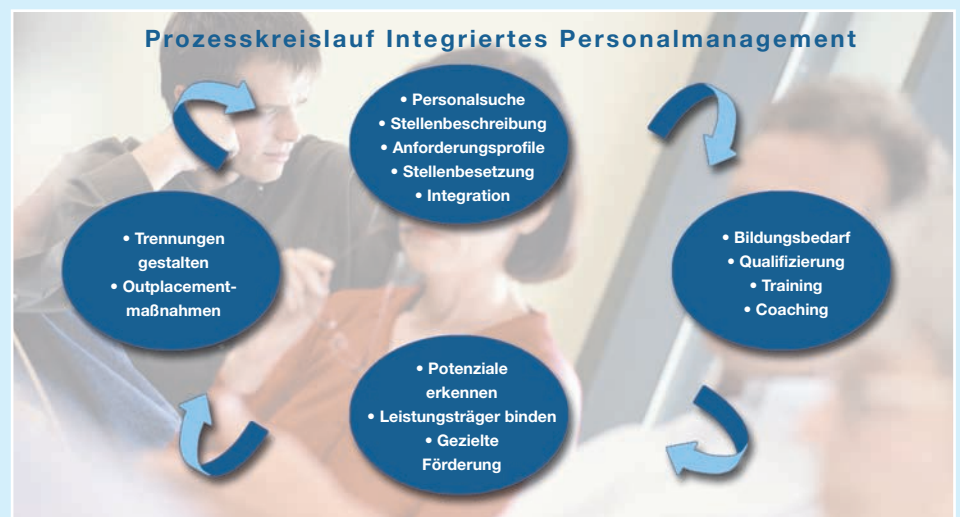 Prozesskreislauf Integriertes Personalmanagement
• Personalsuche
• Stellenbeschreibung
• Anforderungsprofile
• Stellenbesetzung
• Integration
• Bildungsbedarf
• Qualifizierung
• Training
• Coaching
• Potenziale
erkennen
• Leistungsträger binden
• Gezielte
Förderung
• Trennungen
gestalten
• Outplacement-
maßnahmen